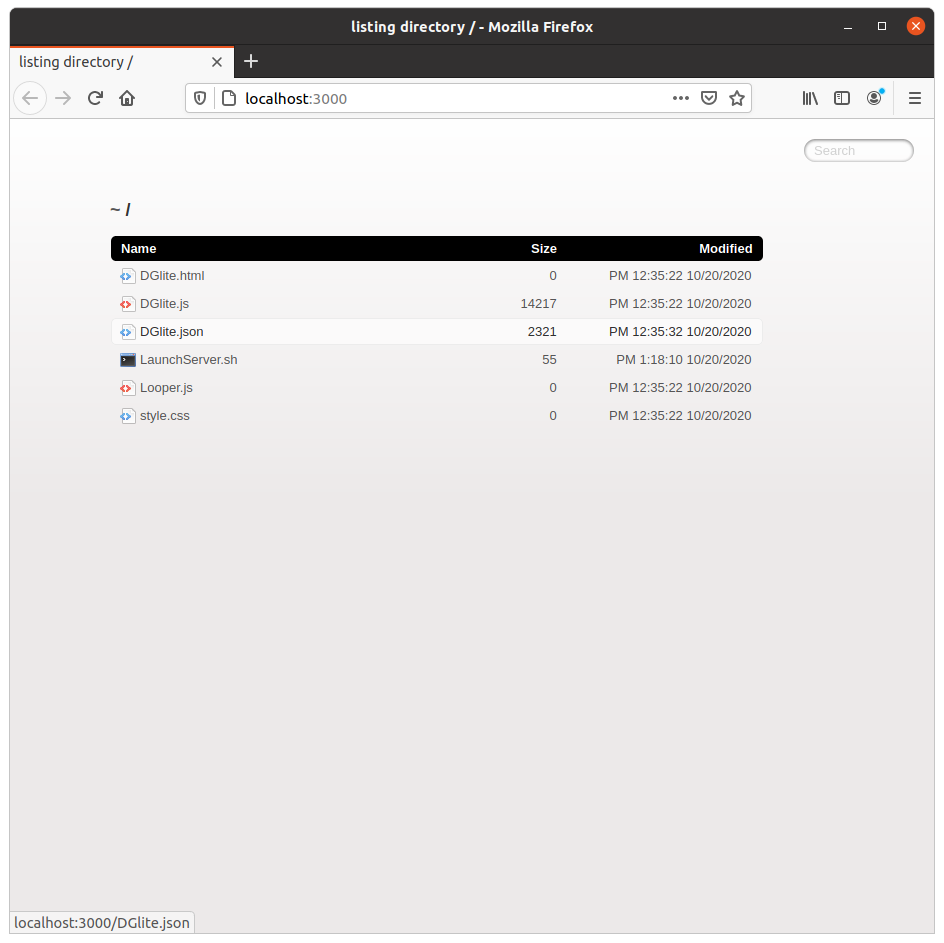 listing directory / - Mozilla Firefox
listing directory /
localhost:3000
Search
~ /
Name Size Modified
DGlite.html 0 PM 12:35:22 10/20/2020
DGlite.js 14217 PM 12:35:22 10/20/2020
DGlite.json 2321 PM 12:35:32 10/20/2020
LaunchServer.sh 55 PM 1:18:10 10/20/2020
Looper.js 0 PM 12:35:22 10/20/2020
style.css 0 PM 12:35:22 10/20/2020
localhost:3000/DGlite.json